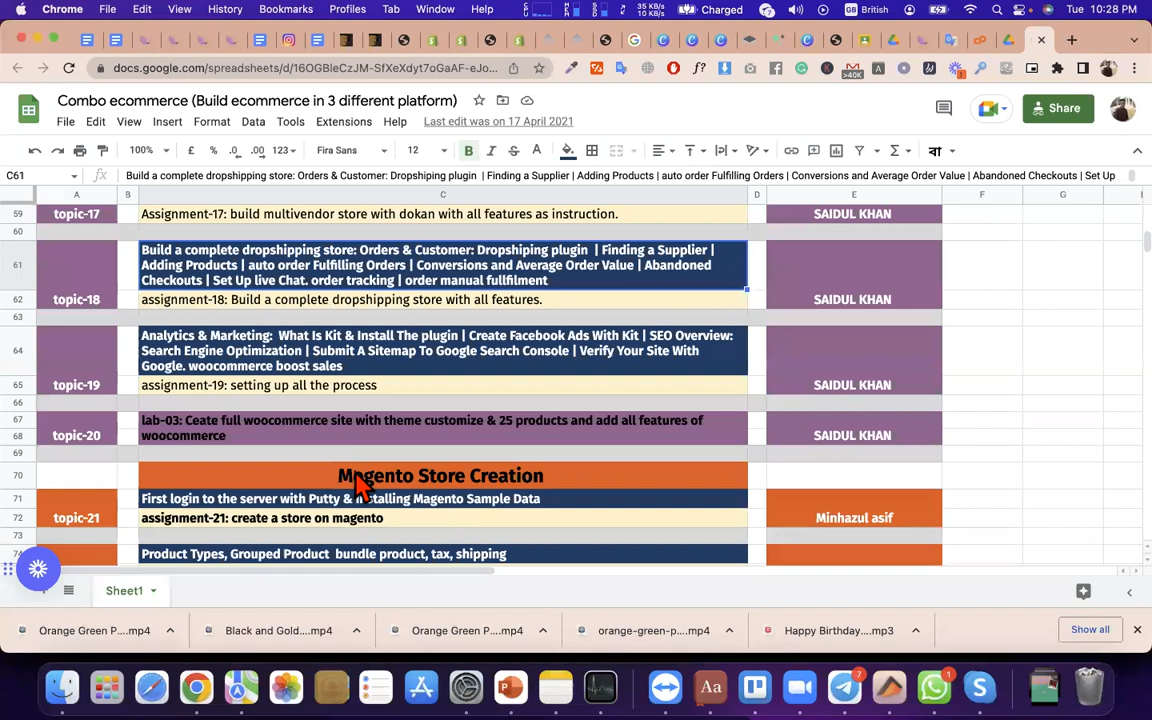 Chrome File Edit View History Bookmarks Profiles Tab Window Help 35 KB/s 10 KB/s Charged British Tue 10:28 PM
docs.google.com/spreadsheets/d/16OGBleCzJM-SfXeXdyt7oGaAF-eJo...
Combo ecommerce (Build ecommerce in 3 different platform)
Share
File Edit View Insert Format Data Tools Extensions Help Last edit was on 17 April 2021
100% £ % .0 .00 123 Fira Sans 12 B I S A বা
C61 fx Build a complete dropshipping store: Orders & Customer: Dropshiping plugin | Finding a Supplier | Adding Products | auto order Fulfilling Orders | Conversions and Average Order Value | Abandoned Checkouts | Set Up
A B C D E F G
59 topic-17 Assignment-17: build multivendor store with dokan with all features as instruction. SAIDUL KHAN
60
Build a complete dropshipping store: Orders & Customer: Dropshiping plugin | Finding a Supplier |
61 Adding Products | auto order Fulfilling Orders | Conversions and Average Order Value | Abandoned
Checkouts | Set Up live Chat. order tracking | order manual fullfilment
62 topic-18 assignment-18: Build a complete dropshipping store with all features. SAIDUL KHAN
63
Analytics & Marketing: What Is Kit & Install The plugin | Create Facebook Ads With Kit | SEO Overview:
64 Search Engine Optimization | Submit A Sitemap To Google Search Console | Verify Your Site With
Google. woocommerce boost sales
65 topic-19 assignment-19: setting up all the process SAIDUL KHAN
66
67 lab-03: Ceate full woocommerce site with theme customize & 25 products and add all features of
68 topic-20 woocommerce SAIDUL KHAN
69
70 Magento Store Creation
71 First login to the server with Putty & Installing Magento Sample Data
72 topic-21 assignment-21: create a store on magento Minhazul asif
73
74 Product Types, Grouped Product bundle product, tax, shipping
Sheet1
Orange Green P....mp4 Black and Gold....mp4 Orange Green P....mp4 orange-green-p....mp4 Happy Birthday....mp3 Show all
Aa 7 1